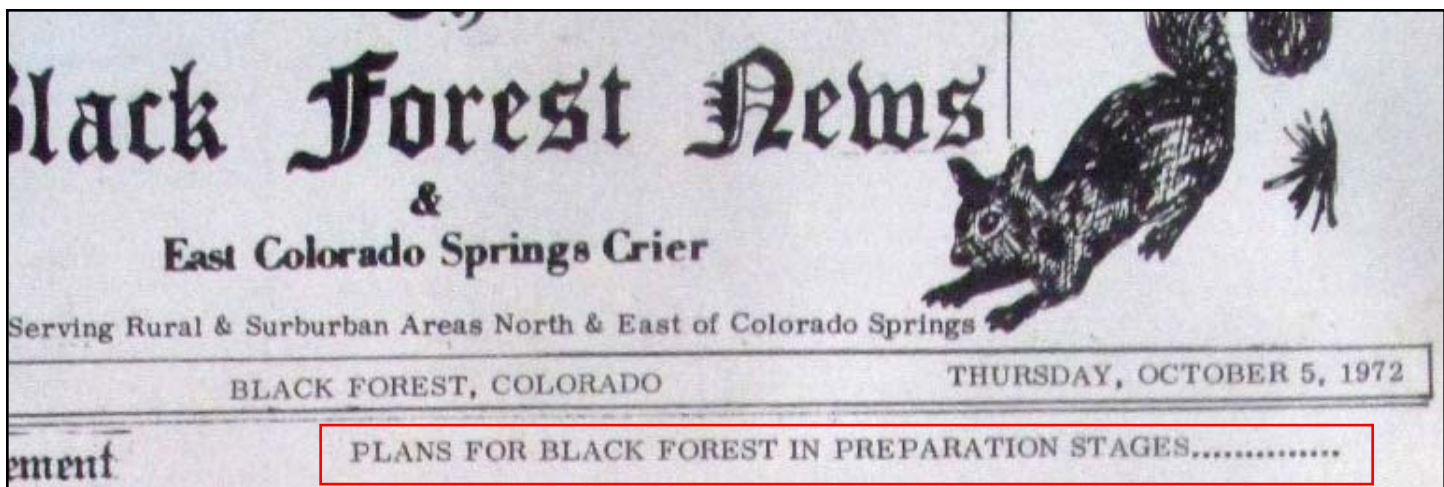 Black Forest News
&
East Colorado Springs Crier
Serving Rural & Surburban Areas North & East of Colorado Springs
BLACK FOREST, COLORADO THURSDAY, OCTOBER 5, 1972
ement PLANS FOR BLACK FOREST IN PREPARATION STAGES..............